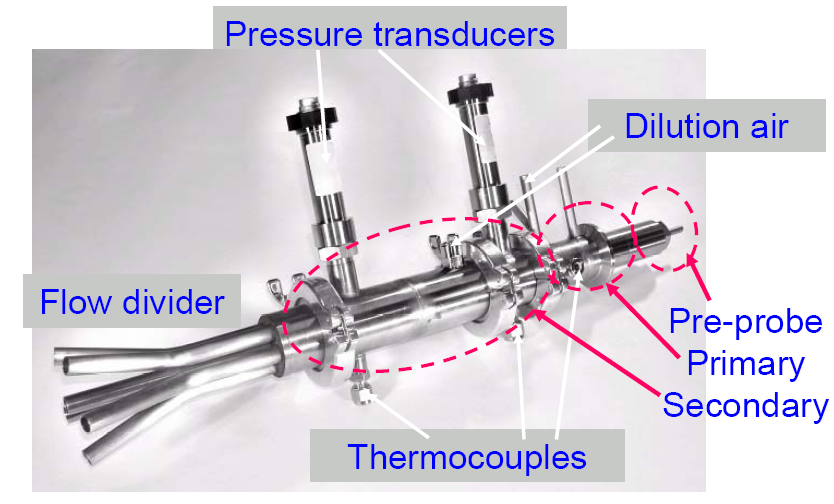 Pressure transducers
Dilution air
Flow divider
Pre-probe
Primary
Secondary
Thermocouples